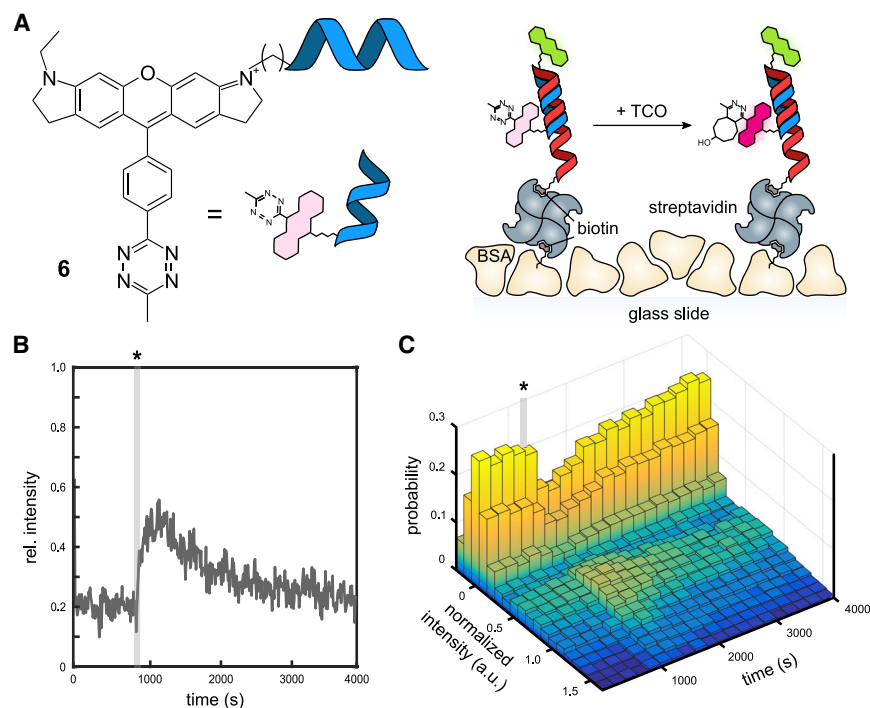 A
N
O
N+
( )
=
N N
N N
6
N N
N N
+ TCO
N N
N N
N
N
HO
streptavidin
biotin
BSA
glass slide
B
*
1.0
0.8
0.6
0.4
0.2
0
rel. intensity
0 1000 2000 3000 4000
time (s)
C
*
0.3
0.2
0.1
0
probability
0
0.5
1.0
1.5
normalized
intensity (a.u.)
1000
2000
3000
4000
time (s)